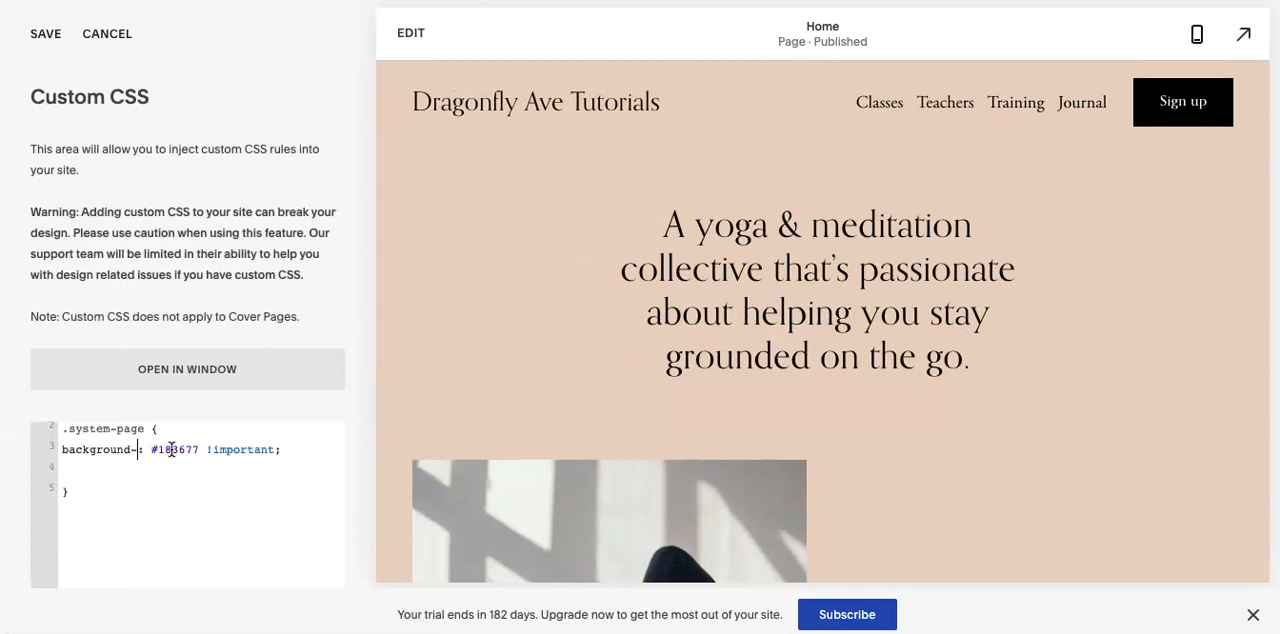 SAVE CANCEL
Custom CSS
This area will allow you to inject custom CSS rules into
your site.
Warning: Adding custom CSS to your site can break your
design. Please use caution when using this feature. Our
support team will be limited in their ability to help you
with design related issues if you have custom CSS.
Note: Custom CSS does not apply to Cover Pages.
OPEN IN WINDOW
2 .system-page {
3 background-: #183677 !important;
4
5 }
EDIT
Home
Page · Published
Dragonfly Ave Tutorials
Classes Teachers Training Journal Sign up
A yoga & meditation
collective that's passionate
about helping you stay
grounded on the go.
Your trial ends in 182 days. Upgrade now to get the most out of your site. Subscribe